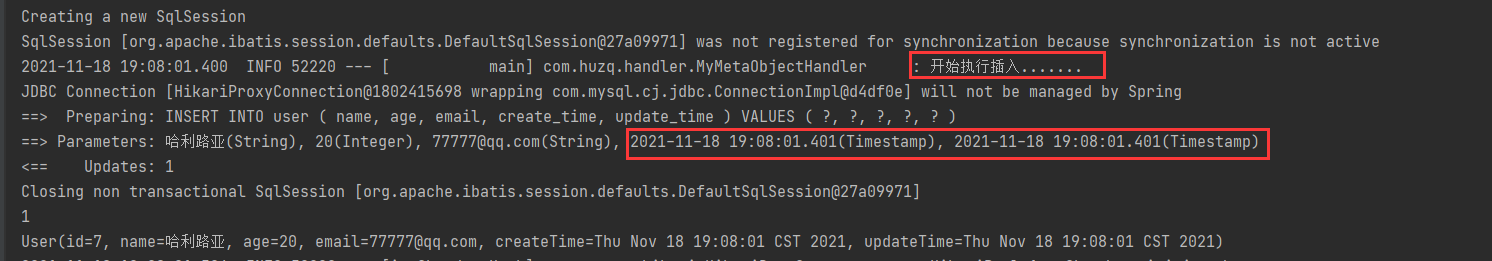 Creating a new SqlSession
SqlSession [org.apache.ibatis.session.defaults.DefaultSqlSession@27a09971] was not registered for synchronization because synchronization is not active
2021-11-18 19:08:01.400  INFO 52220 --- [           main] com.huzq.handler.MyMetaObjectHandler     : 开始执行插入.......
JDBC Connection [HikariProxyConnection@1802415698 wrapping com.mysql.cj.jdbc.ConnectionImpl@d4df0e] will not be managed by Spring
==>  Preparing: INSERT INTO user ( name, age, email, create_time, update_time ) VALUES ( ?, ?, ?, ?, ? )
==> Parameters: 哈利路亚(String), 20(Integer), 77777@qq.com(String), 2021-11-18 19:08:01.401(Timestamp), 2021-11-18 19:08:01.401(Timestamp)
<==    Updates: 1
Closing non transactional SqlSession [org.apache.ibatis.session.defaults.DefaultSqlSession@27a09971]
1
User(id=7, name=哈利路亚, age=20, email=77777@qq.com, createTime=Thu Nov 18 19:08:01 CST 2021, updateTime=Thu Nov 18 19:08:01 CST 2021)